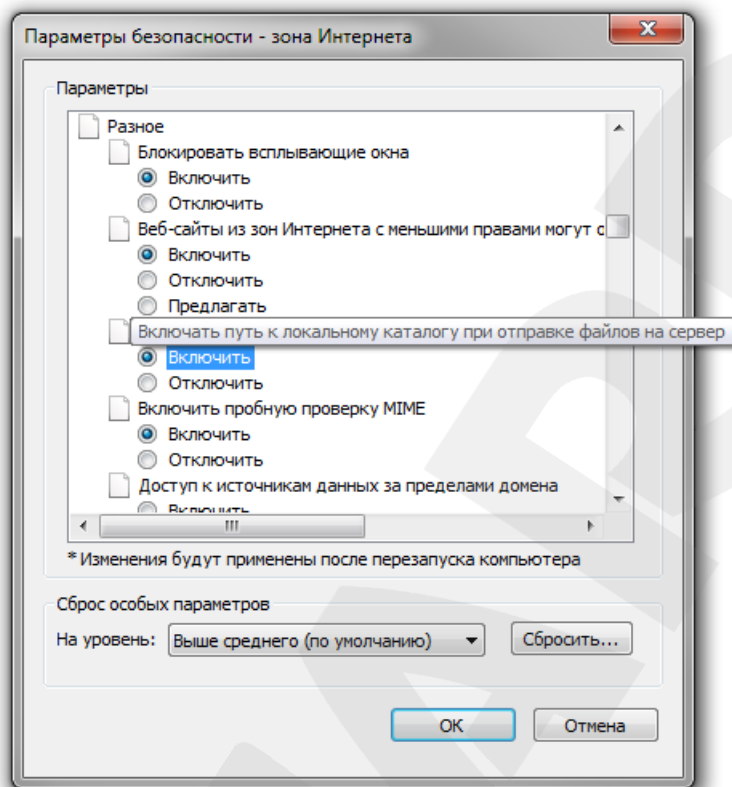 Параметры безопасности - зона Интернета
Параметры
Разное
Блокировать всплывающие окна
Включить
Отключить
Веб-сайты из зон Интернета с меньшими правами могут о
Включить
Отключить
Предлагать
Включать путь к локальному каталогу при отправке файлов на сервер
Включить
Отключить
Включить пробную проверку MIME
Включить
Отключить
Доступ к источникам данных за пределами домена
Включить
* Изменения будут применены после перезапуска компьютера
Сброс особых параметров
На уровень: Выше среднего (по умолчанию) Сбросить...
OK Отмена